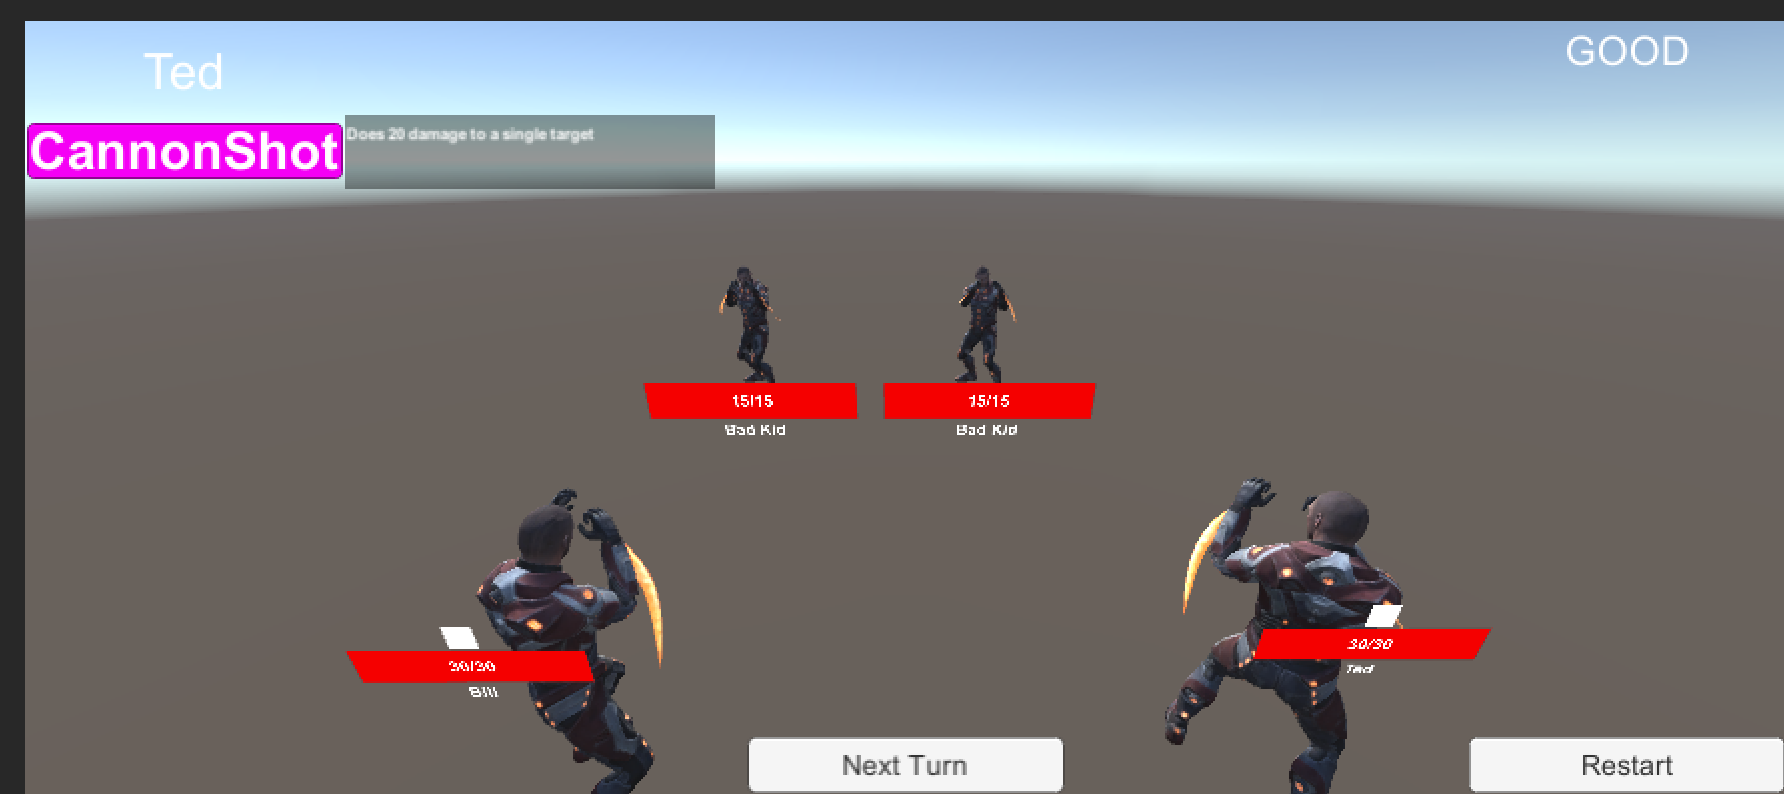 Ted
GOOD
CannonShot
Does 20 damage to a single target
15/15
15/15
Bad Kid
Bad Kid
30/30
Ted
30/30
Bill
Next Turn
Restart